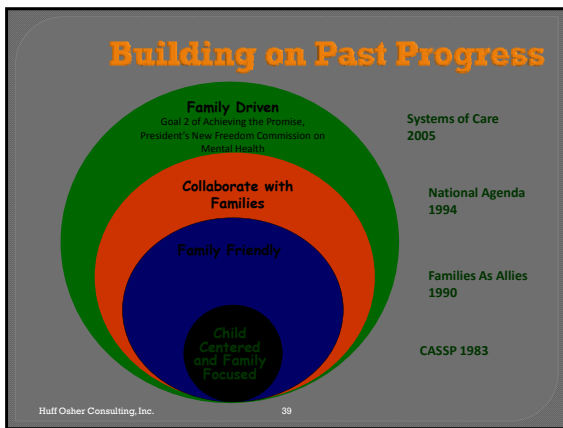 Building on Past Progress
Family Driven
Goal 2 of Achieving the Promise,
President's New Freedom Commission on
Mental Health
Systems of Care
2005
Collaborate with
Families
National Agenda
1994
Family Friendly
Families As Allies
1990
Child
Centered
and Family
Focused
CASSP 1983
Huff Osher Consulting, Inc.
39